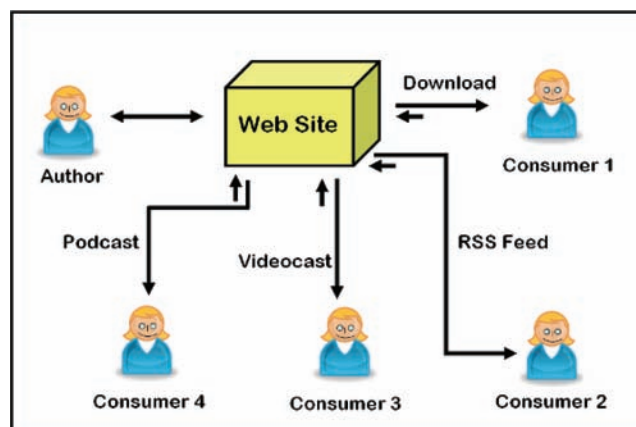 Download
Web Site
Author
Consumer 1
Podcast
Videocast
RSS Feed
Consumer 4
Consumer 3
Consumer 2